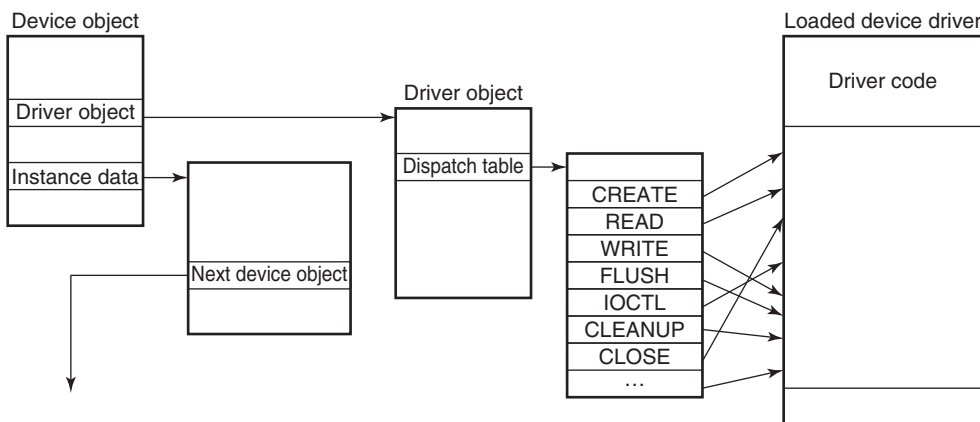 Device object
Driver object
Instance data
Next device object
Driver object
Dispatch table
CREATE
READ
WRITE
FLUSH
IOCTL
CLEANUP
CLOSE
…
Loaded device driver
Driver code